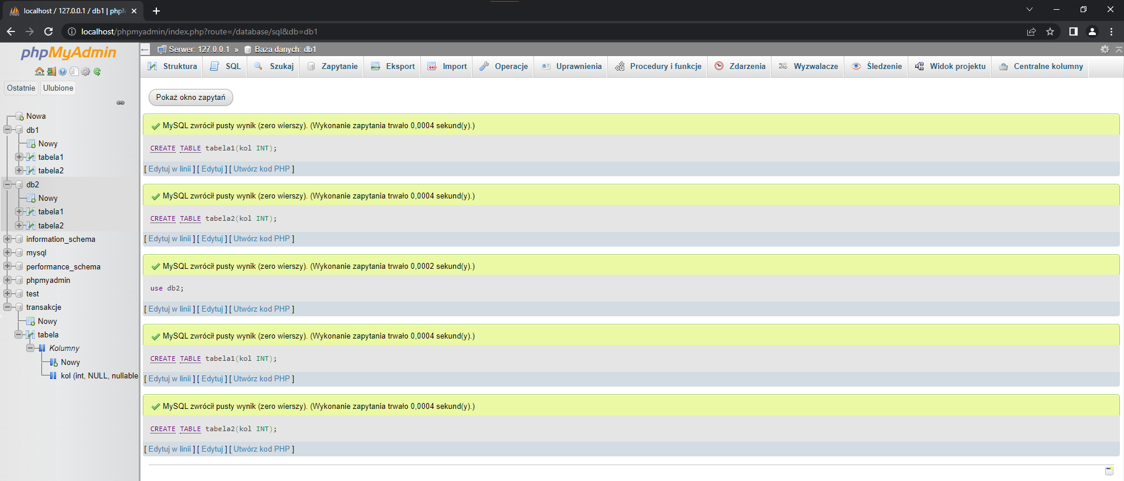 localhost / 127.0.0.1 / db1 | phpM
localhost/phpmyadmin/index.php?route=/database/sql&db=db1
phpMyAdmin
Ostatnie Ulubione
Nowa
db1
Nowy
tabela1
tabela2
db2
Nowy
tabela1
tabela2
information_schema
mysql
performance_schema
phpmyadmin
test
transakcje
Nowy
tabela
Kolumny
Nowy
kol (int, NULL, nullable
Serwer: 127.0.0.1 » Baza danych: db1
Struktura SQL Szukaj Zapytanie Eksport Import Operacje Uprawnienia Procedury i funkcje Zdarzenia Wyzwalacze Śledzenie Widok projektu Centralne kolumny
Pokaż okno zapytań
MySQL zwrócił pusty wynik (zero wierszy). (Wykonanie zapytania trwało 0,0004 sekund(y).)
CREATE TABLE tabela1(kol INT);
[ Edytuj w linii ] [ Edytuj ] [ Utwórz kod PHP ]
MySQL zwrócił pusty wynik (zero wierszy). (Wykonanie zapytania trwało 0,0004 sekund(y).)
CREATE TABLE tabela2(kol INT);
[ Edytuj w linii ] [ Edytuj ] [ Utwórz kod PHP ]
MySQL zwrócił pusty wynik (zero wierszy). (Wykonanie zapytania trwało 0,0002 sekund(y).)
use db2;
[ Edytuj w linii ] [ Edytuj ] [ Utwórz kod PHP ]
MySQL zwrócił pusty wynik (zero wierszy). (Wykonanie zapytania trwało 0,0004 sekund(y).)
CREATE TABLE tabela1(kol INT);
[ Edytuj w linii ] [ Edytuj ] [ Utwórz kod PHP ]
MySQL zwrócił pusty wynik (zero wierszy). (Wykonanie zapytania trwało 0,0004 sekund(y).)
CREATE TABLE tabela2(kol INT);
[ Edytuj w linii ] [ Edytuj ] [ Utwórz kod PHP ]